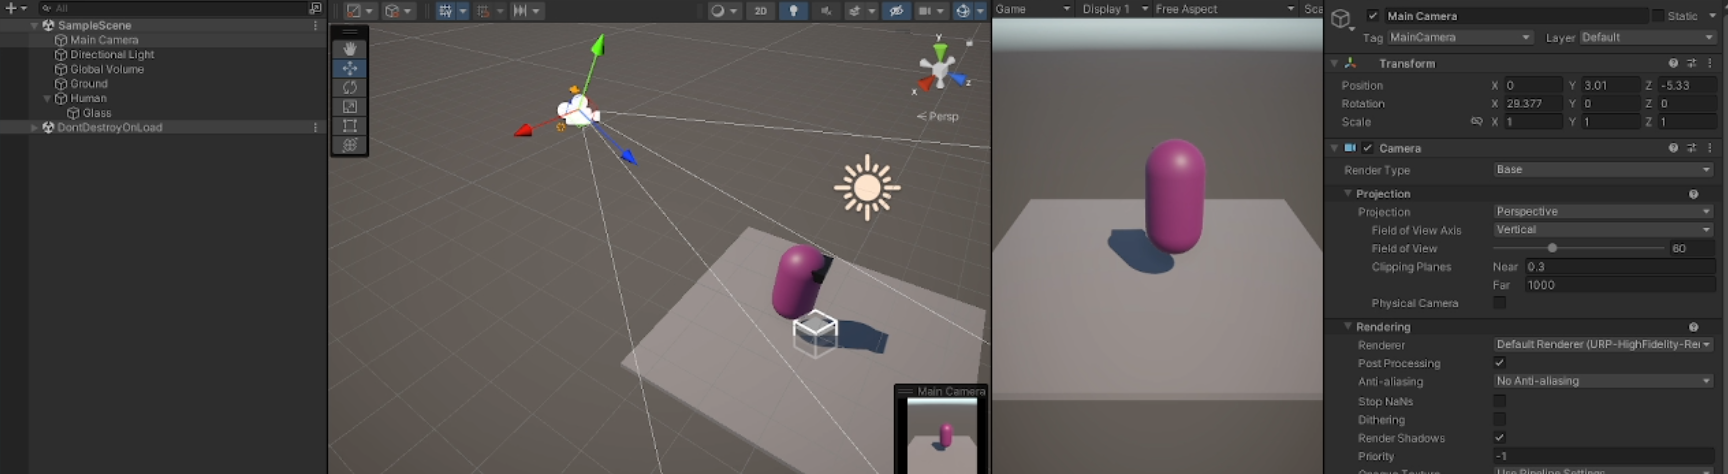 All
SampleScene
Main Camera
Directional Light
Global Volume
Ground
Human
Glass
DontDestroyOnLoad
2D
y
x
z
Persp
Main Camera
Game
Display 1
Free Aspect
Sca
Main Camera
Static
Tag MainCamera Layer Default
Transform
Position X 0 Y 3.01 Z -5.33
Rotation X 29.377 Y 0 Z 0
Scale X 1 Y 1 Z 1
Camera
Render Type Base
Projection
Projection Perspective
Field of View Axis Vertical
Field of View 60
Clipping Planes Near 0.3
Far 1000
Physical Camera
Rendering
Renderer Default Renderer (URP-HighFidelity-Re
Post Processing
Anti-aliasing No Anti-aliasing
Stop NaNs
Dithering
Render Shadows
Priority -1
Opaque Texture Use Pipeline Settings